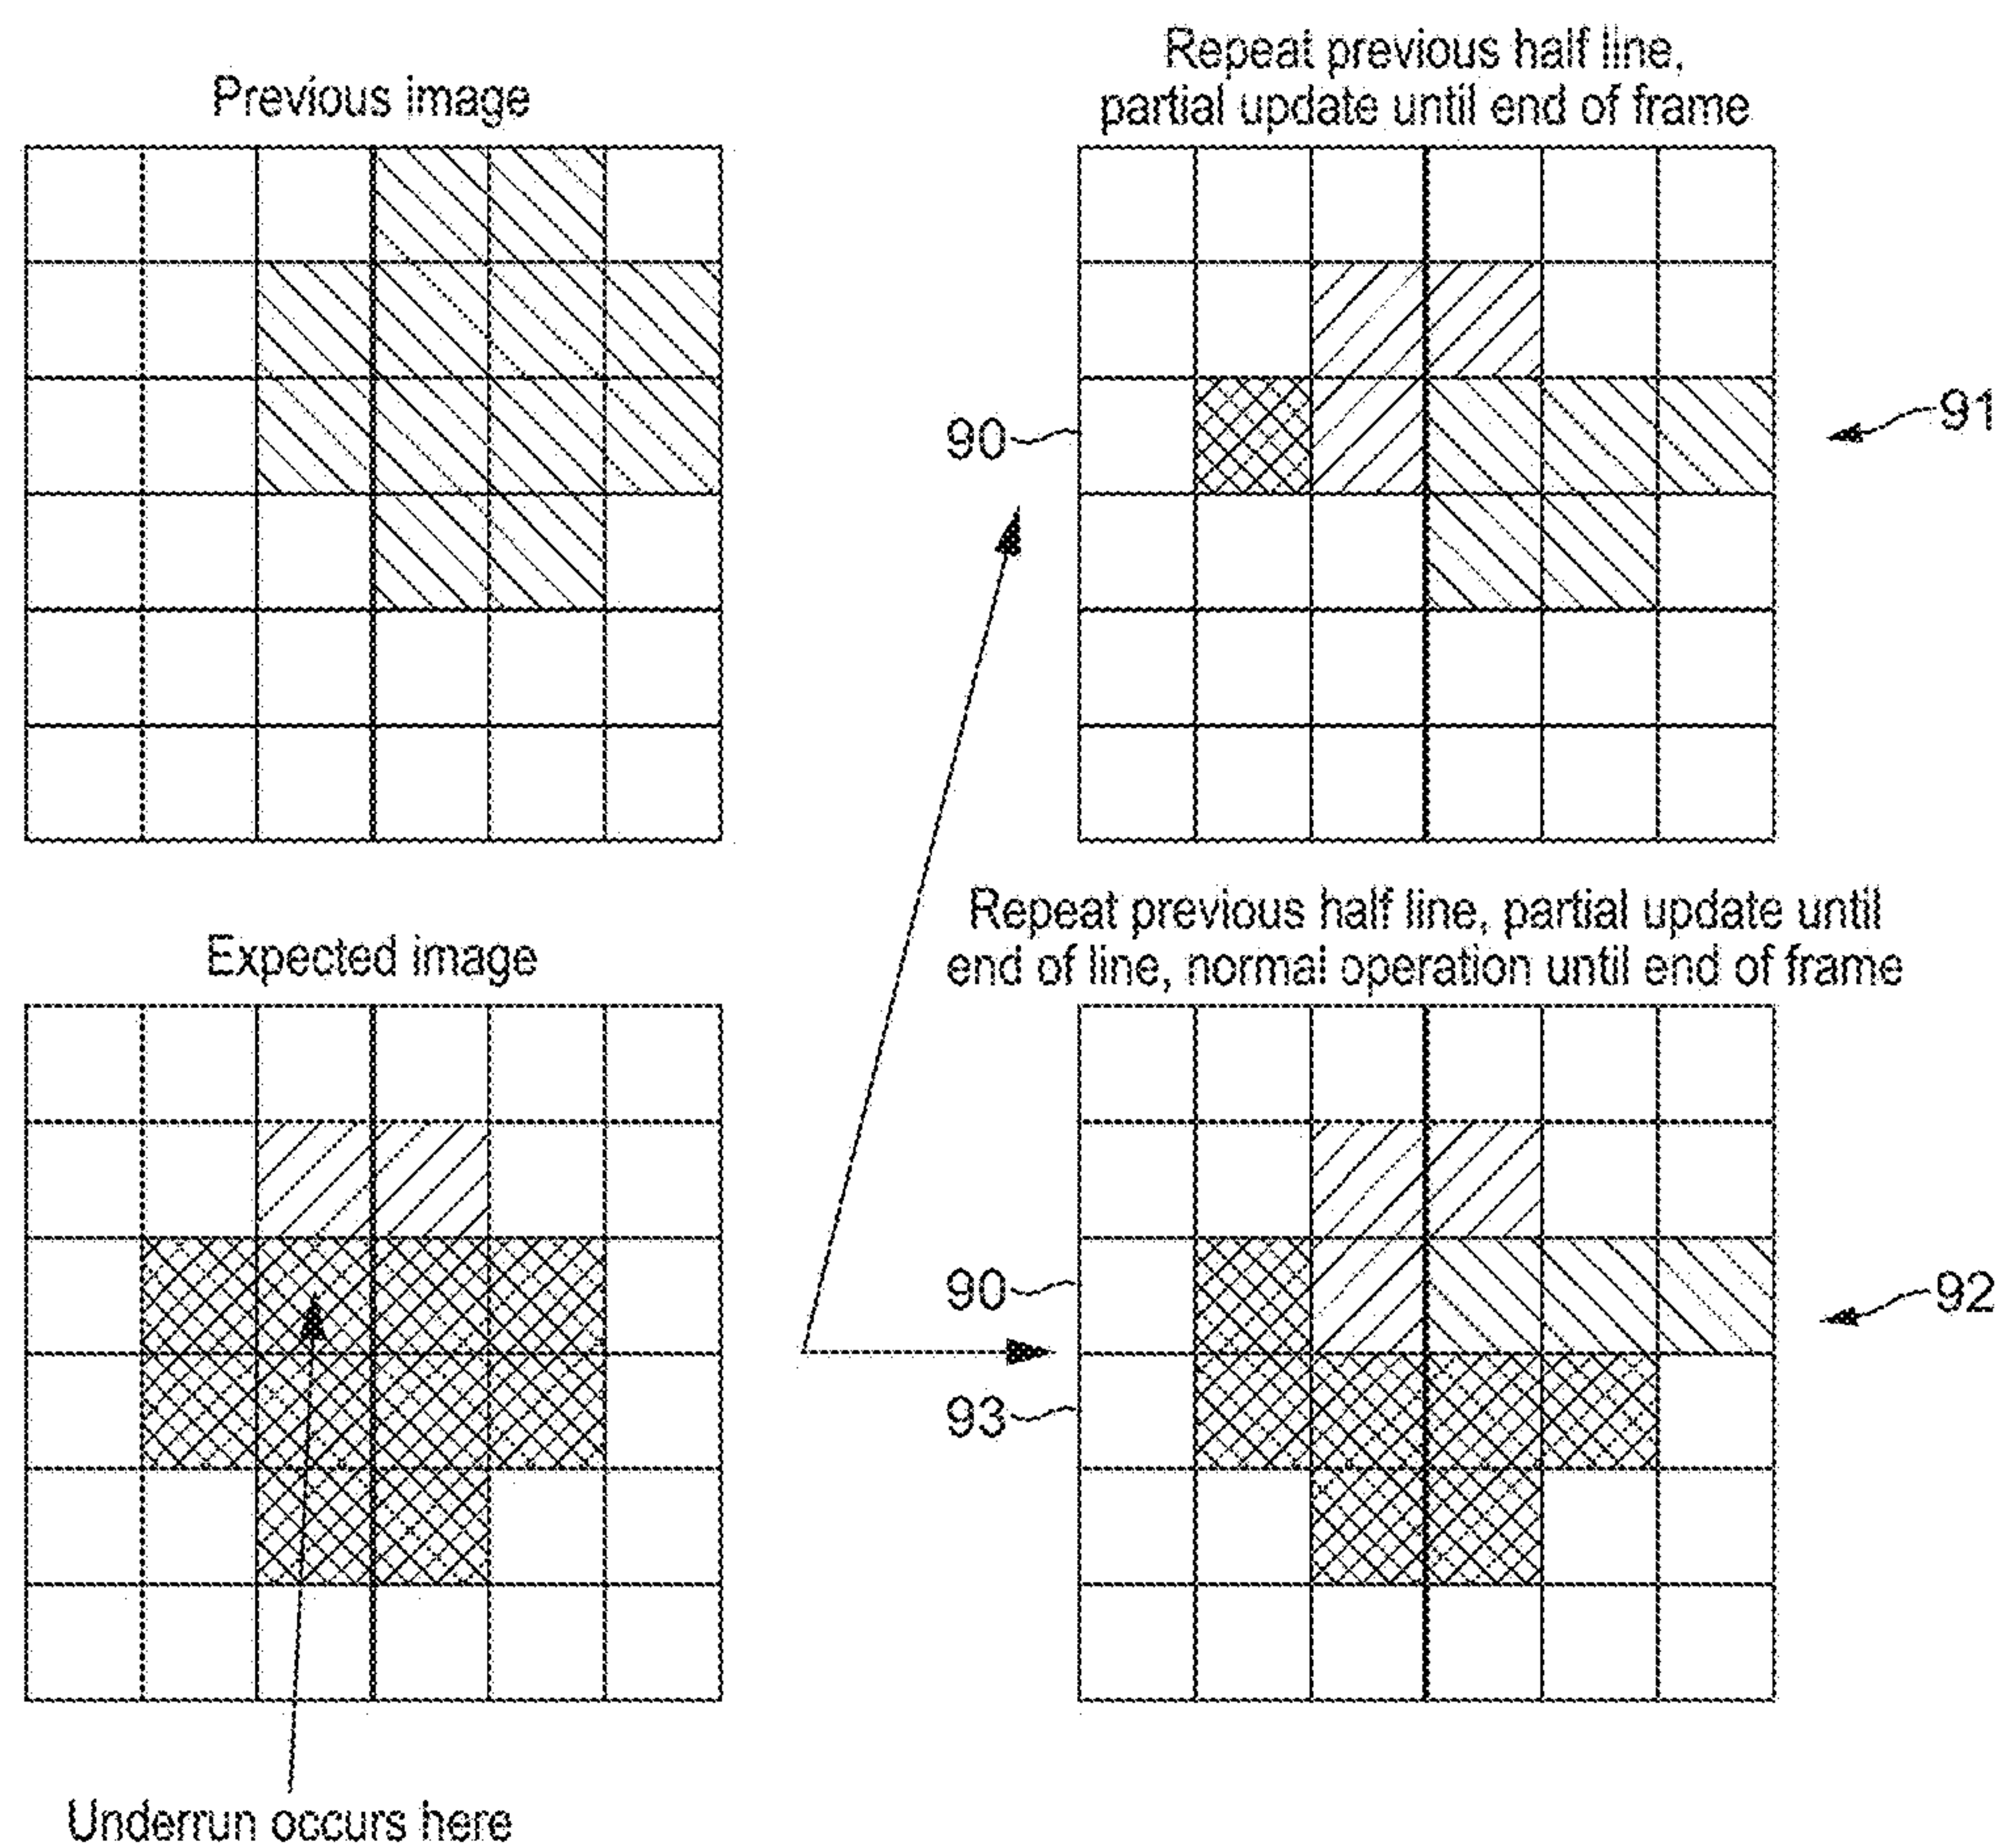 Previous image
Repeat previous half line,
partial update until end of frame
90
91
Expected image
Repeat previous half line, partial update until
end of line, normal operation until end of frame
90
92
93
Underrun occurs here